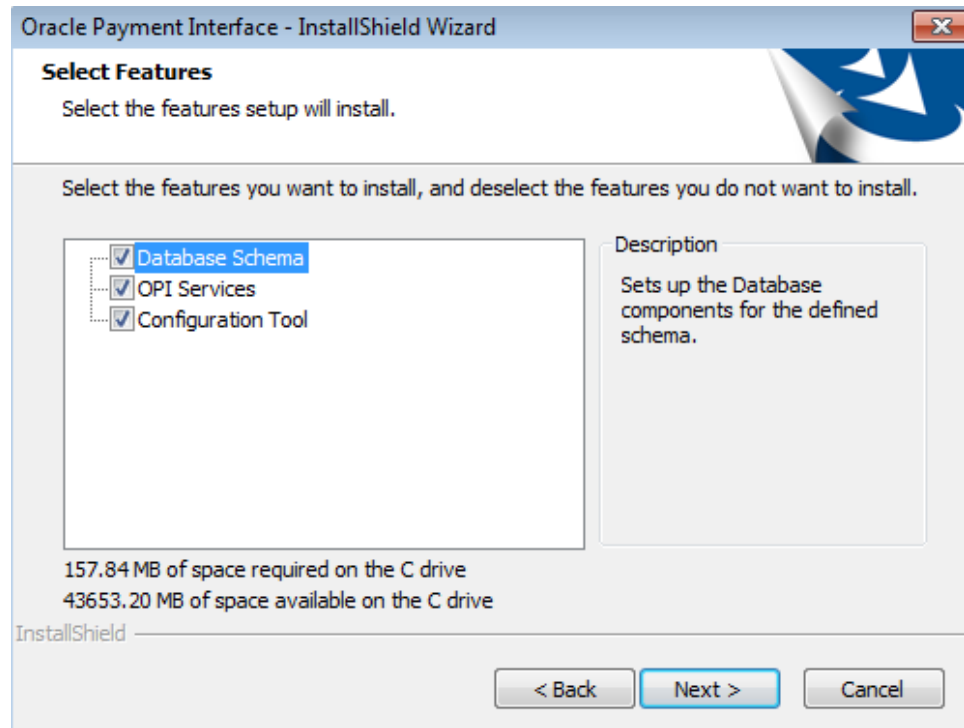 Oracle Payment Interface - InstallShield Wizard
Select Features
Select the features setup will install.
Select the features you want to install, and deselect the features you do not want to install.
Database Schema
OPI Services
Configuration Tool
Description
Sets up the Database
components for the defined
schema.
157.84 MB of space required on the C drive
43653.20 MB of space available on the C drive
InstallShield
< Back
Next >
Cancel